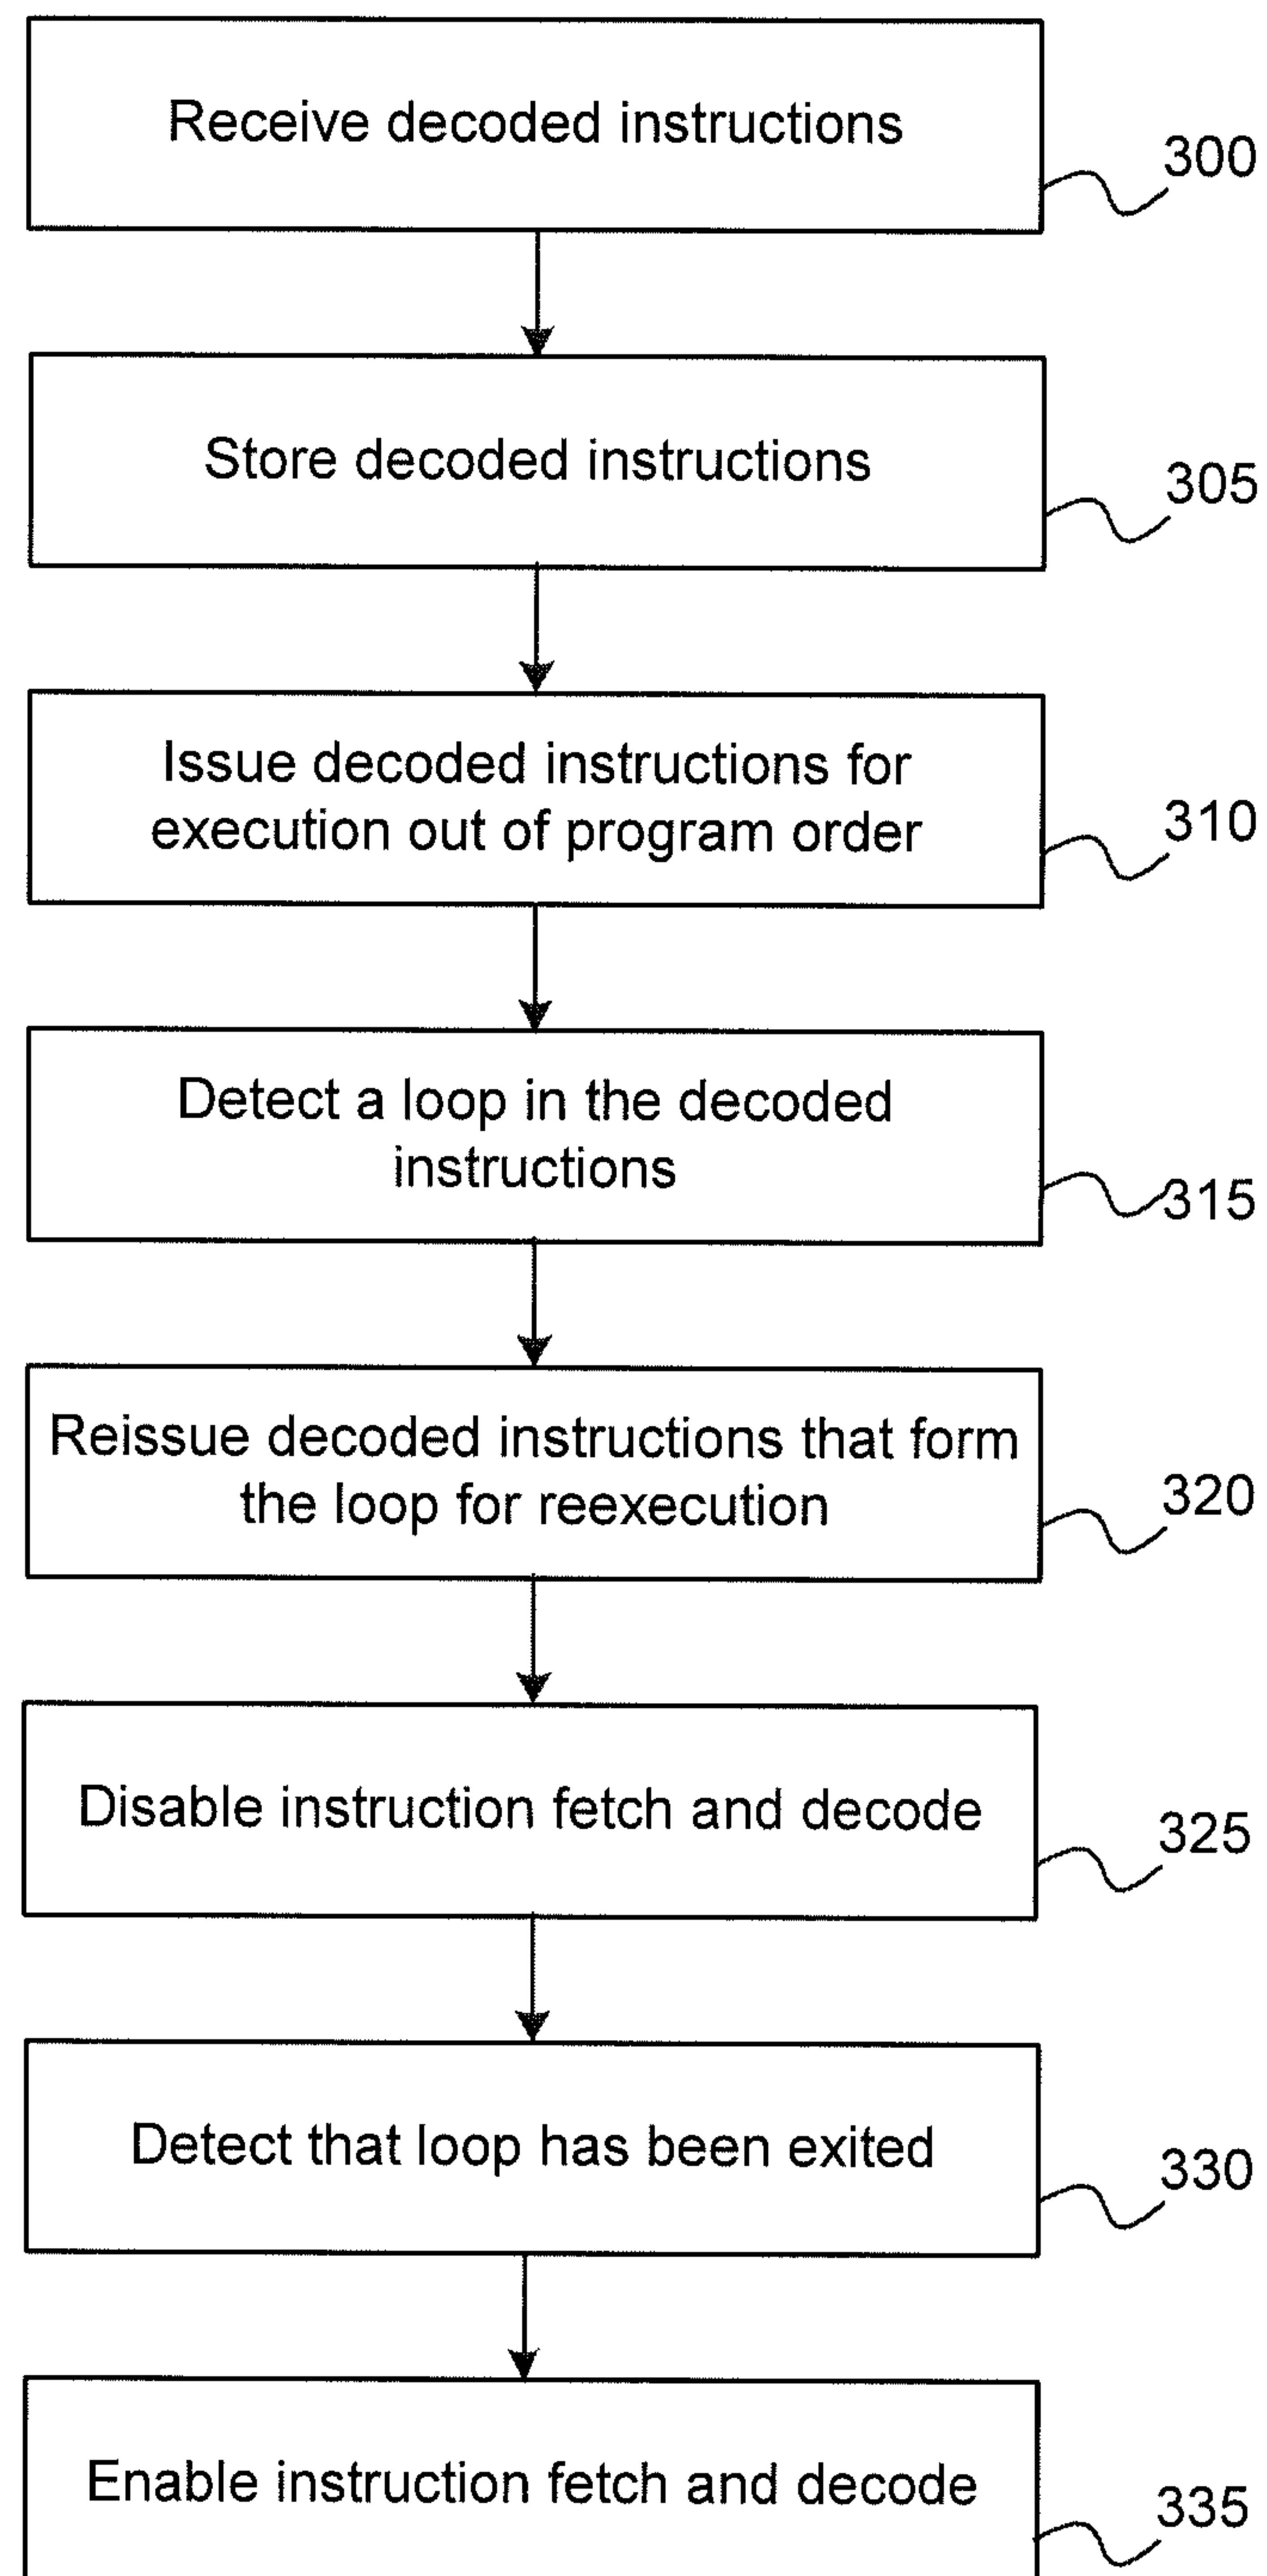 Receive decoded instructions
300
Store decoded instructions
305
Issue decoded instructions for
execution out of program order
310
Detect a loop in the decoded
instructions
315
Reissue decoded instructions that form
the loop for reexecution
320
Disable instruction fetch and decode
325
Detect that loop has been exited
330
Enable instruction fetch and decode
335